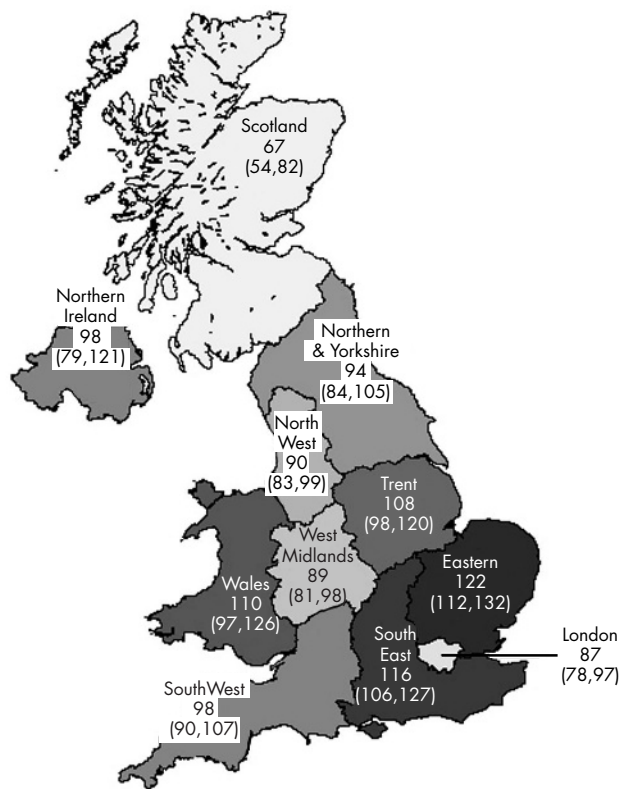 Scotland
67
(54,82)
Northern
Ireland
98
(79,121)
Northern
& Yorkshire
94
(84,105)
North
West
90
(83,99)
Trent
108
(98,120)
West
Midlands
89
(81,98)
Eastern
122
(112,132)
Wales
110
(97,126)
South
East
116
(106,127)
London
87
(78,97)
SouthWest
98
(90,107)